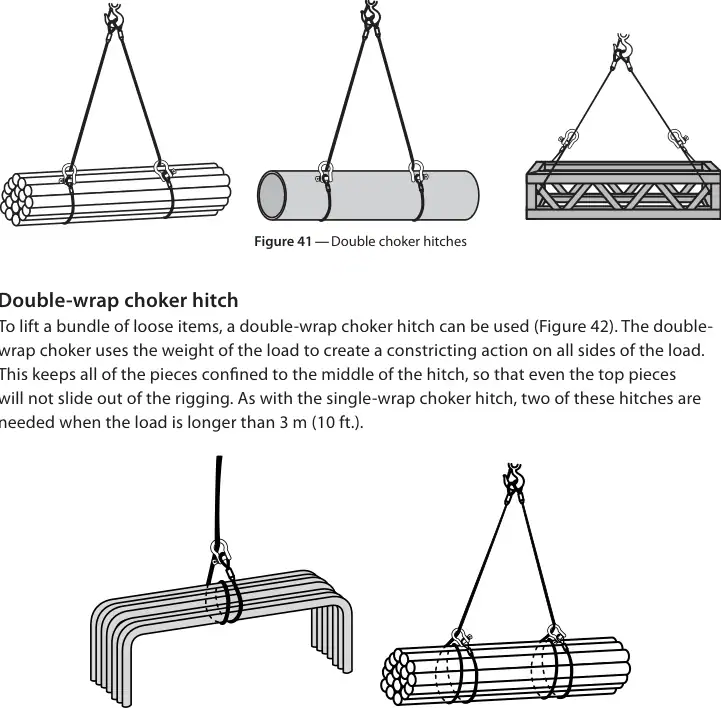 Figure 41 — Double choker hitches
Double-wrap choker hitch
To lift a bundle of loose items, a double-wrap choker hitch can be used (Figure 42). The double-
wrap choker uses the weight of the load to create a constricting action on all sides of the load.
This keeps all of the pieces confined to the middle of the hitch, so that even the top pieces
will not slide out of the rigging. As with the single-wrap choker hitch, two of these hitches are
needed when the load is longer than 3 m (10 ft.).